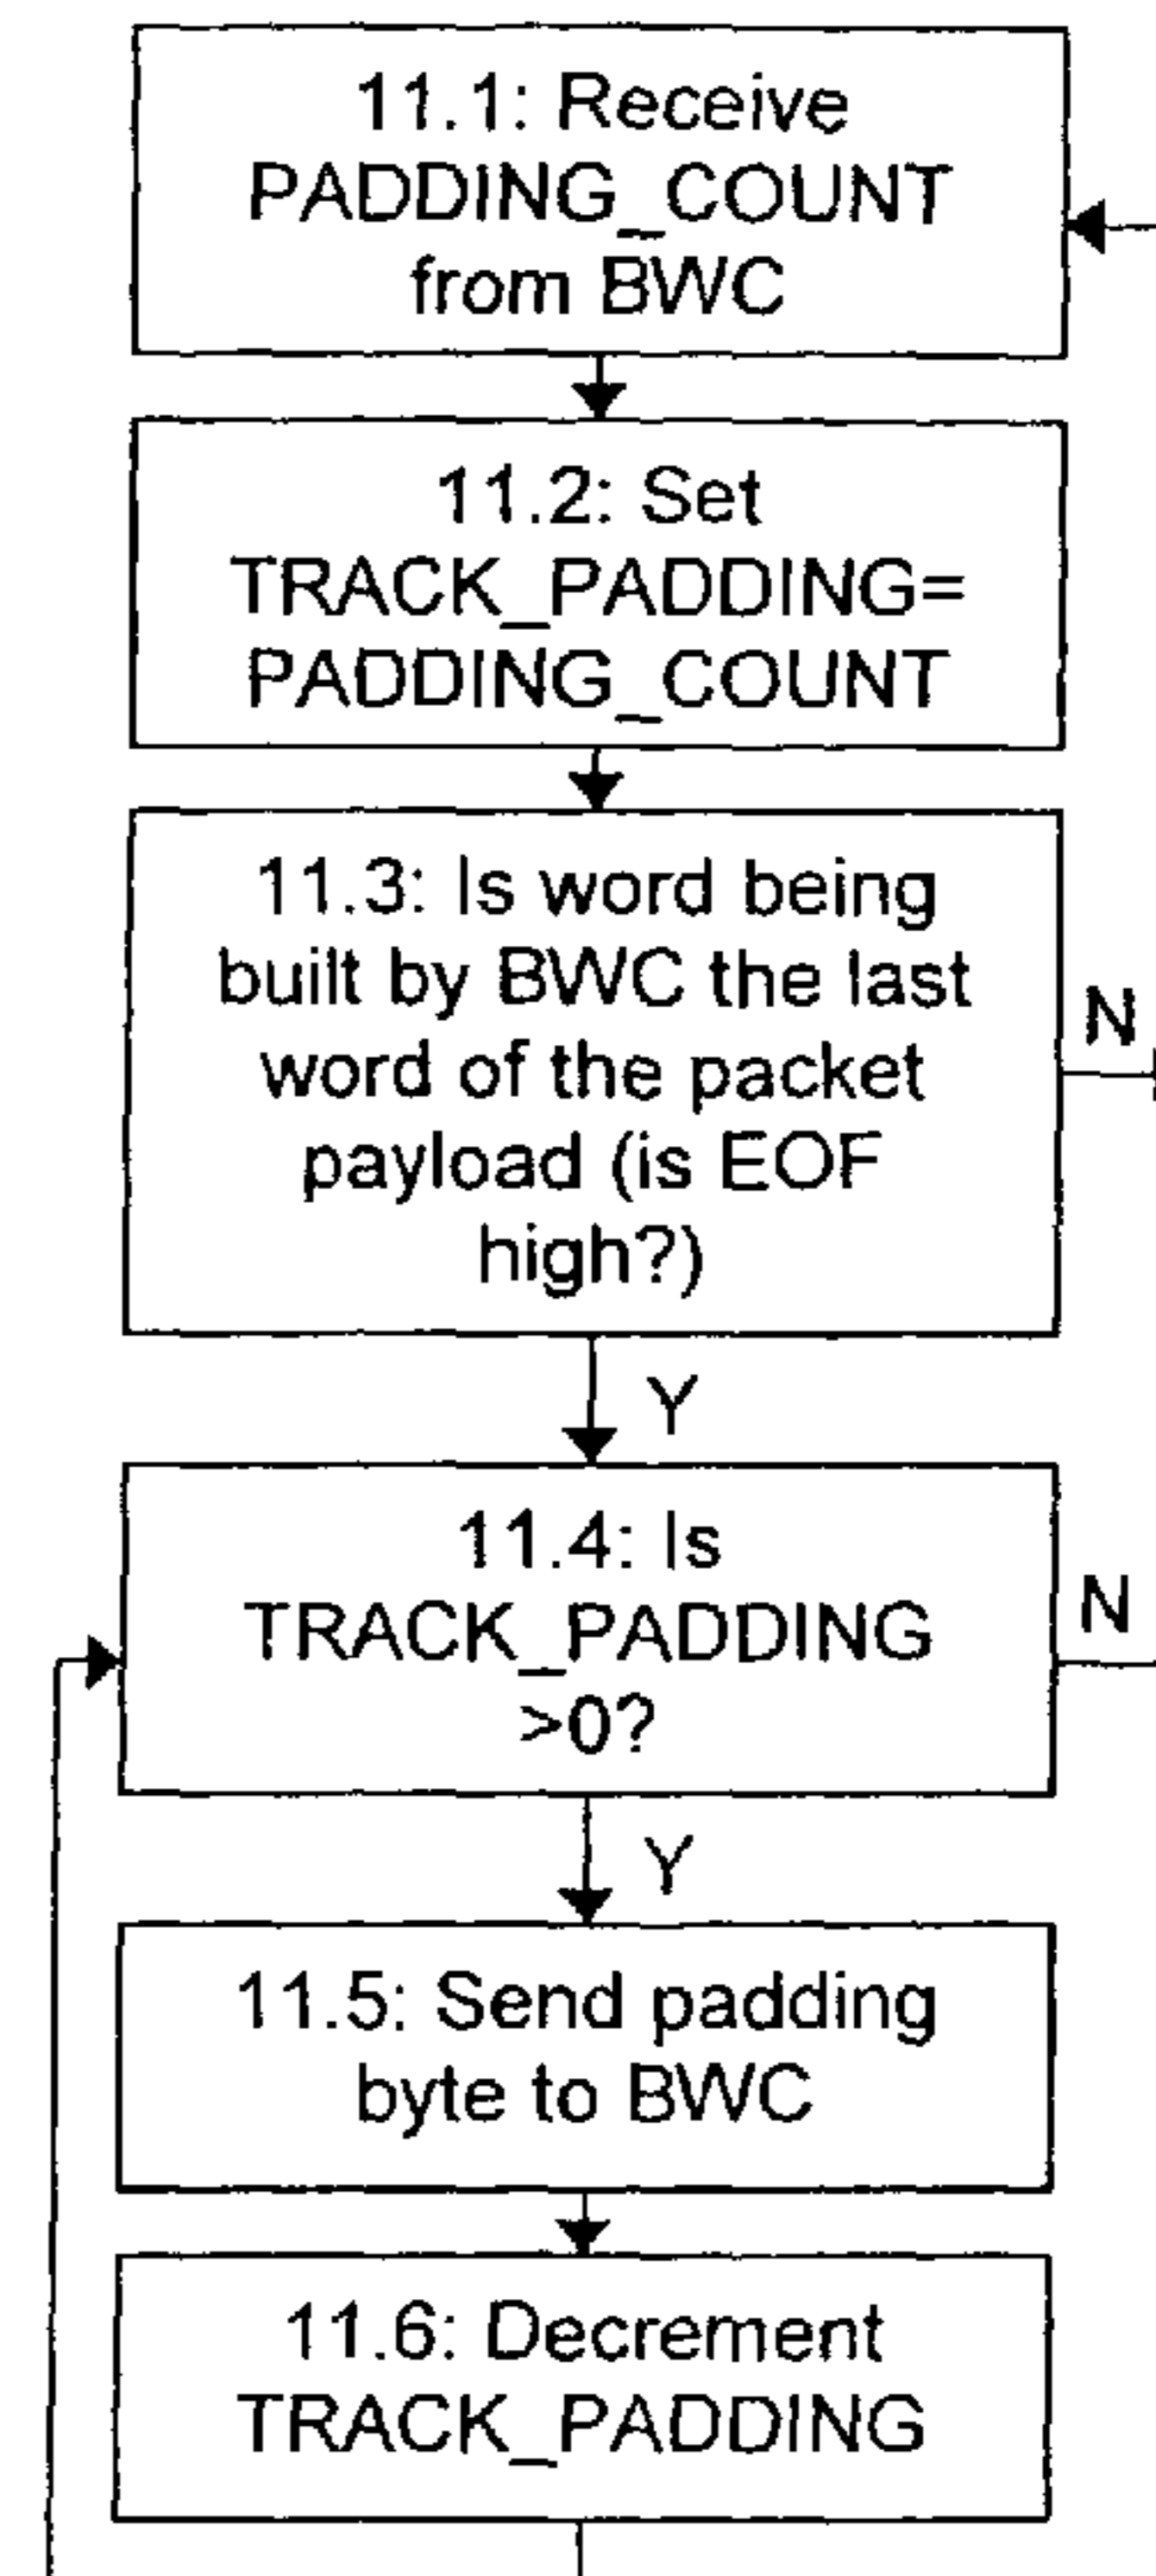 11.1: Receive
PADDING_COUNT
from BWC
11.2: Set
TRACK_PADDING=
PADDING_COUNT
11.3: Is word being
built by BWC the last
word of the packet
payload (is EOF
high?)
N
Y
11.4: Is
TRACK_PADDING
>0?
N
Y
11.5: Send padding
byte to BWC
11.6: Decrement
TRACK_PADDING